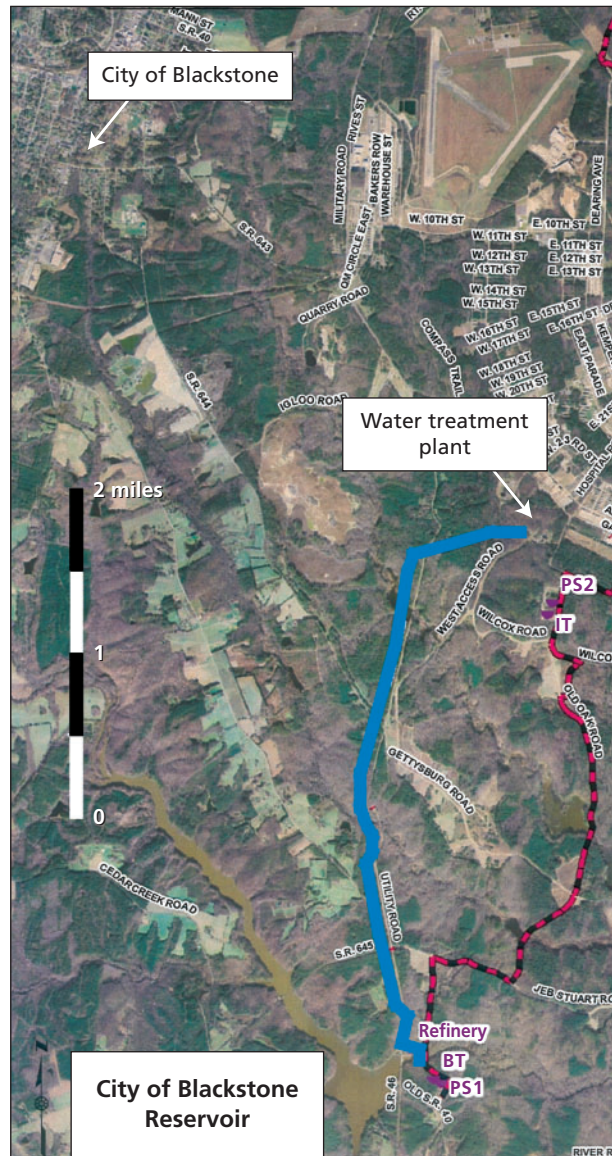 MANN ST
S.R. 40
City of Blackstone
MILITARY ROAD
RIVES ST
BAKERS ROW
WAREHOUSE ST
QM CIRCLE EAST
DEARING AVE
W. 10TH ST
E. 10TH ST
W. 11TH ST
E. 11TH ST
W. 12TH ST
E. 12TH ST
W. 13TH ST
E. 13TH ST
S.R. 643
W. 14TH ST
W. 15TH ST
QUARRY ROAD
E. 15TH ST
E. 16TH ST
W. 16TH ST
W. 17TH ST
COMPASS TRAIL
EAST PARADE
W. 18TH ST
W. 19TH ST
W. 20TH ST
S.R. 644
IGLOO ROAD
Water treatment
plant
HOSPITAL
2 miles
WEST ACCESS ROAD
PS2
IT
WILCOX ROAD
WILCO
1
OLD OAK ROAD
GETTYSBURG ROAD
0
CEDARCREEK ROAD
UTILITY ROAD
S.R. 645
JEB STUART RO
Refinery
BT
PS1
S.R. 46
OLD S.R. 40
City of Blackstone
Reservoir
RIVER R